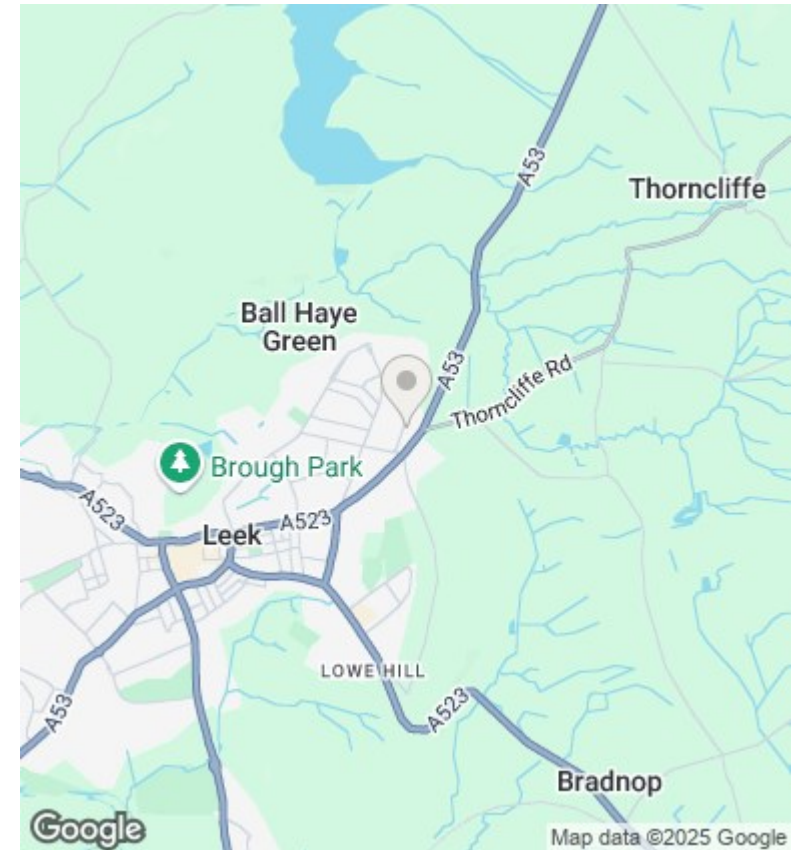 A53
Thorncliffe
Ball Haye
Green
A53
Thorncliffe Rd
Brough Park
A523
A523
Leek
LOWE HILL
A53
A523
Bradnop
Google
Map data ©2025 Google